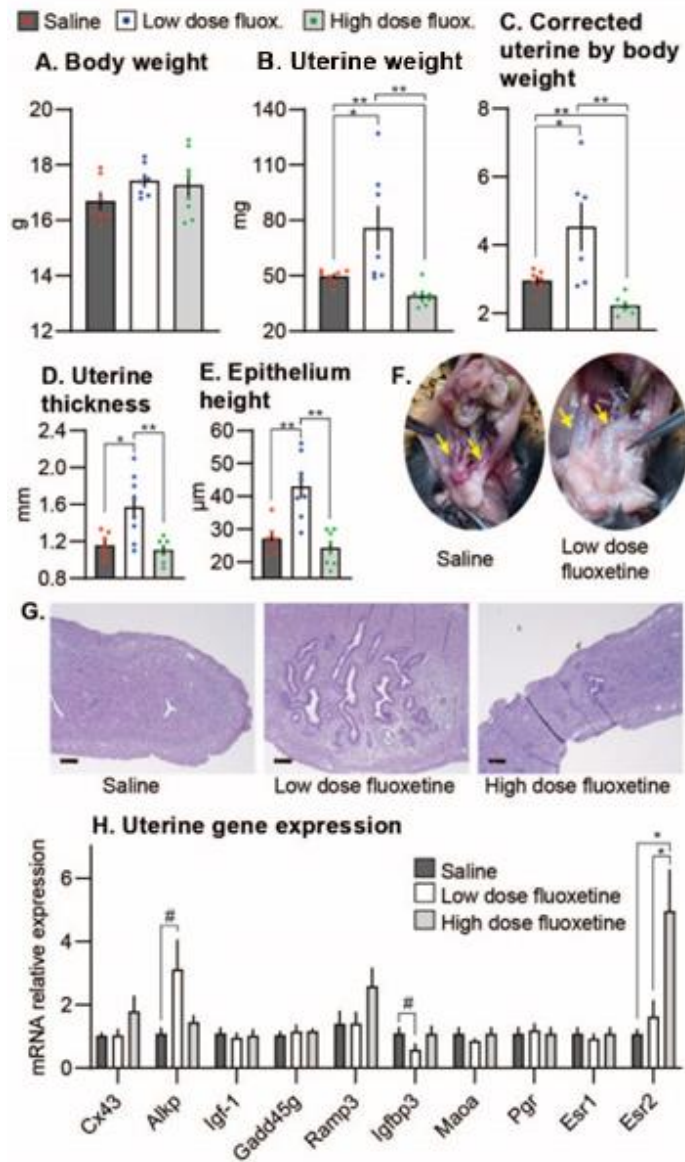 Saline Low dose fluox. High dose fluox.
A. Body weight
20
18
16
14
12
g
B. Uterine weight
140
110
80
50
20
mg
**
**
*
C. Corrected
uterine by body
weight
8
6
4
2
**
**
*
D. Uterine
thickness
2.4
2.0
1.6
1.2
0.8
mm
*
**
E. Epithelium
height
60
50
40
30
20
µm
**
**
F.
Saline
Low dose
fluoxetine
G.
Saline
Low dose fluoxetine
High dose fluoxetine
H. Uterine gene expression
mRNA relative expression
6
4
2
0
Saline
Low dose fluoxetine
High dose fluoxetine
#
#
*
*
Cx43
Alkp
Igf-1
Gadd45g
Ramp3
Igfbp3
Maoa
Pgr
Esr1
Esr2